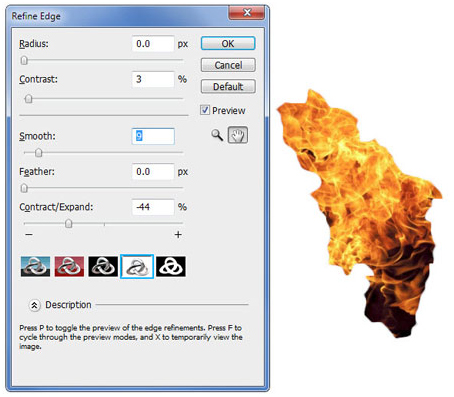 Refine Edge
Radius: 0.0 px OK
Cancel
Contrast: 3 % Default
Preview
Smooth: 9
Feather: 0.0 px
Contract/Expand: -44 %
− +
Description
Press P to toggle the preview of the edge refinements. Press F to
cycle through the preview modes, and X to temporarily view the
image.